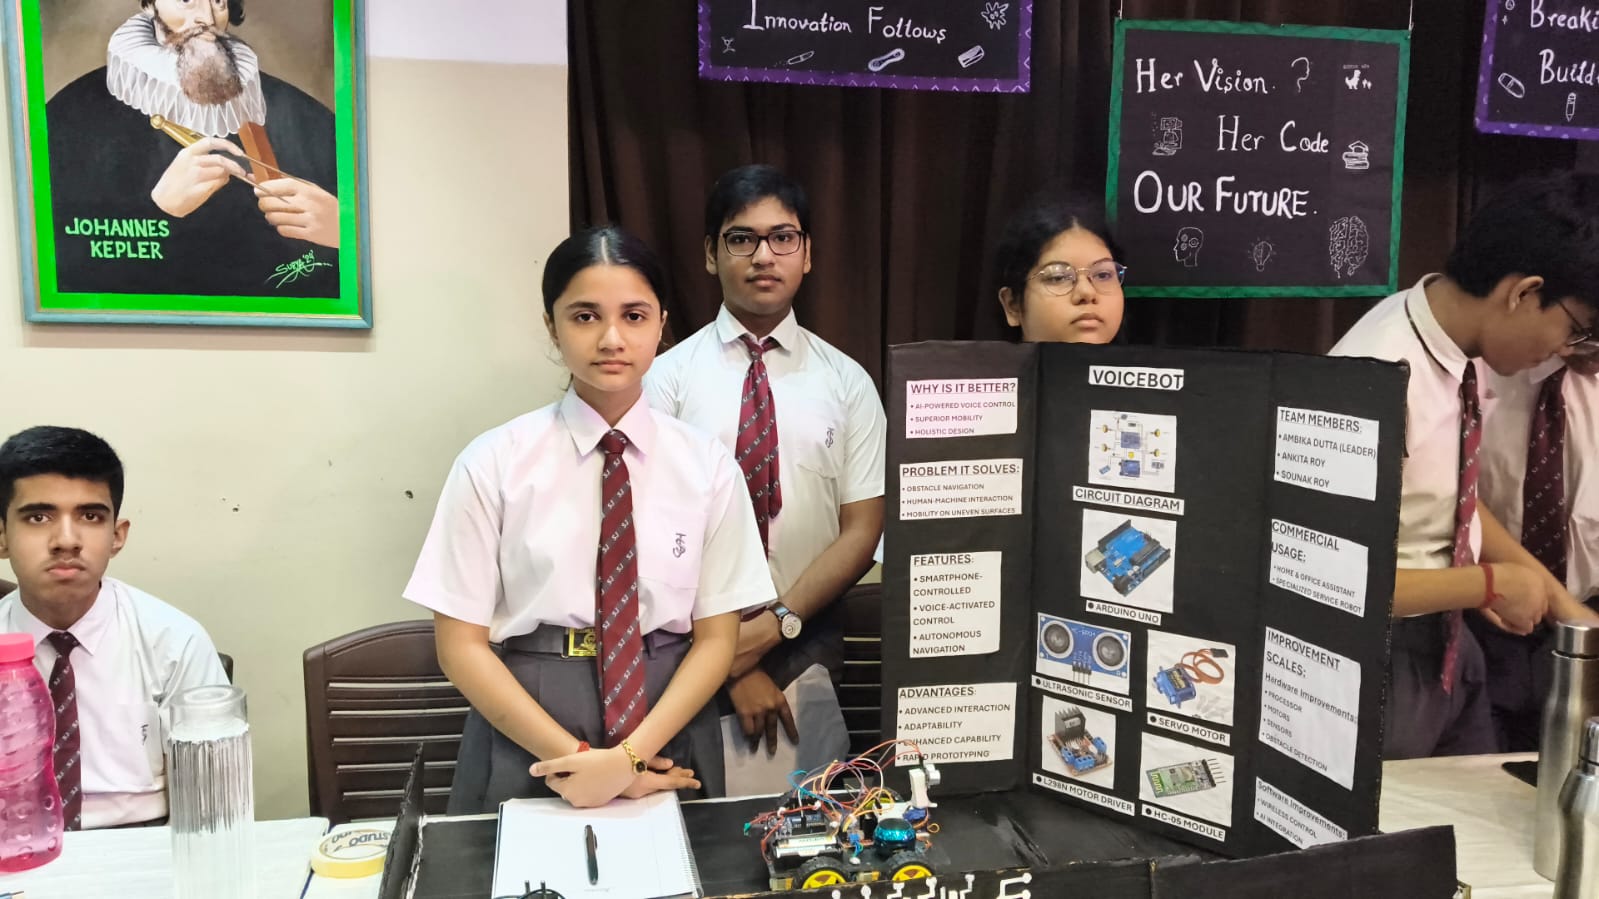 JOHANNES
KEPLER
Innovation Follows
Her Vision.
Her Code
OUR FUTURE.
Breaki
Build
WHY IS IT BETTER?
• AI-POWERED VOICE CONTROL
• SUPERIOR MOBILITY
• HOLISTIC DESIGN
PROBLEM IT SOLVES:
• OBSTACLE NAVIGATION
• HUMAN-MACHINE INTERACTION
• MOBILITY ON UNEVEN SURFACES
FEATURES:
• SMARTPHONE-
CONTROLLED
• VOICE-ACTIVATED
CONTROL
• AUTONOMOUS
NAVIGATION
ADVANTAGES:
• ADVANCED INTERACTION
• ADAPTABILITY
• ENHANCED CAPABILITY
• RAPID PROTOTYPING
VOICEBOT
CIRCUIT DIAGRAM
• ARDUINO UNO
• ULTRASONIC SENSOR
• SERVO MOTOR
• L298N MOTOR DRIVER
• HC-05 MODULE
TEAM MEMBERS:
• AMBIKA DUTTA (LEADER)
• ANKITA ROY
• SOUNAK ROY
COMMERCIAL
USAGE:
• HOME & OFFICE ASSISTANT
• SPECIALIZED SERVICE ROBOT
IMPROVEMENT
SCALES:
Hardware Improvements:
• PROCESSOR
• MOTORS
• SENSORS
• OBSTACLE DETECTION
Software Improvements:
• WIRELESS CONTROL
• AI INTEGRATION